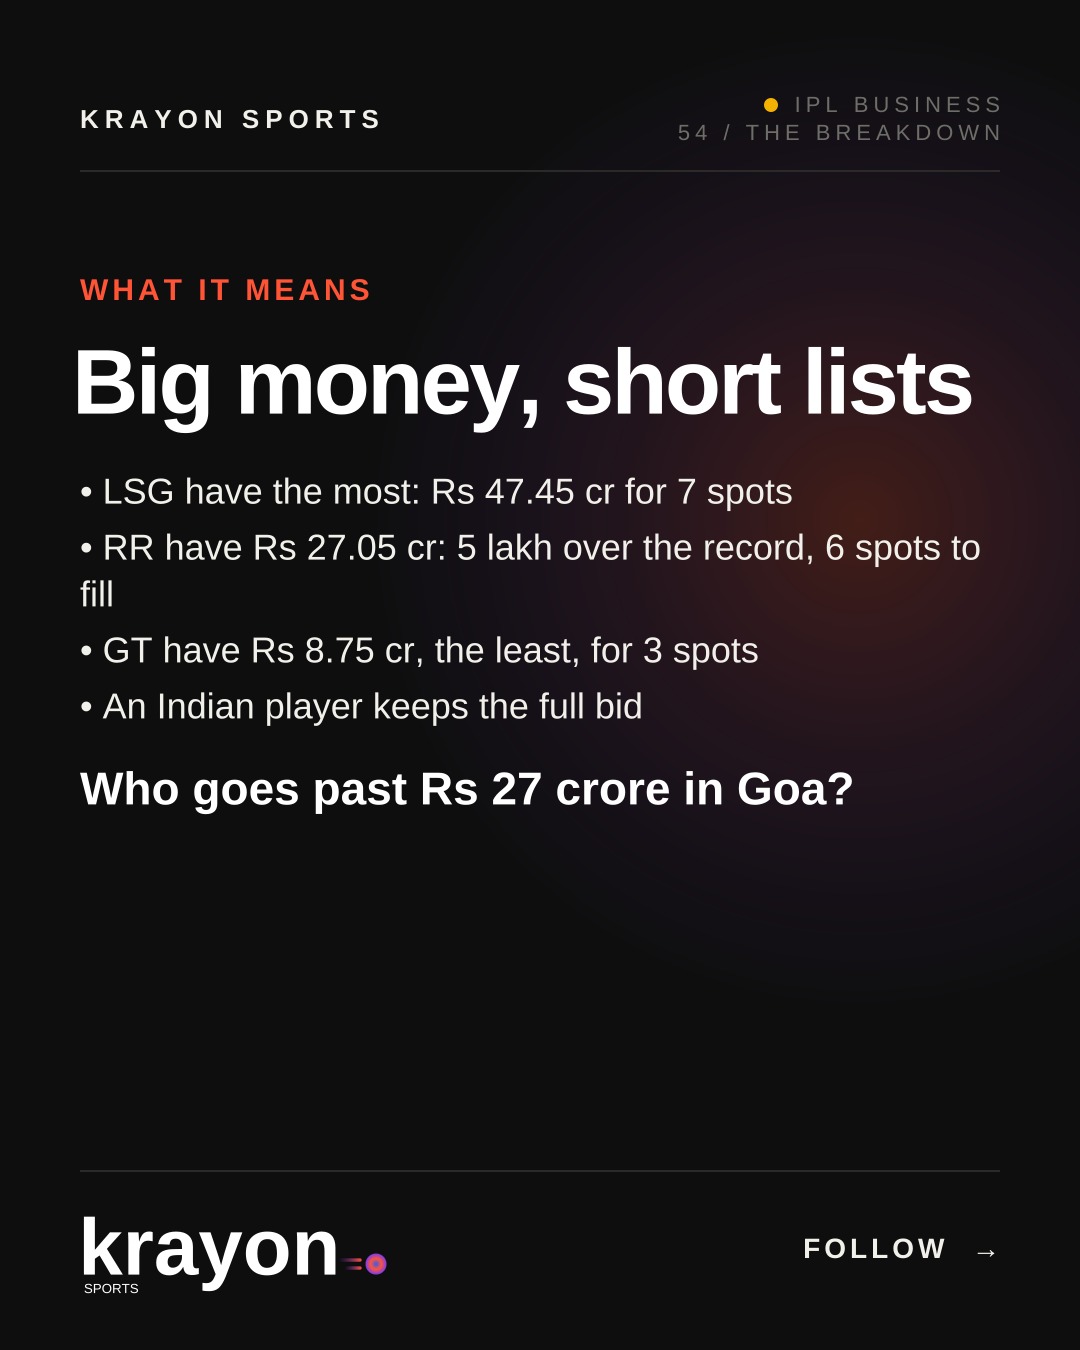 KRAYON SPORTS
IPL BUSINESS
54 / THE BREAKDOWN
WHAT IT MEANS
Big money, short lists
• LSG have the most: Rs 47.45 cr for 7 spots
• RR have Rs 27.05 cr: 5 lakh over the record, 6 spots to
fill
• GT have Rs 8.75 cr, the least, for 3 spots
• An Indian player keeps the full bid
Who goes past Rs 27 crore in Goa?
krayon
SPORTS
FOLLOW →